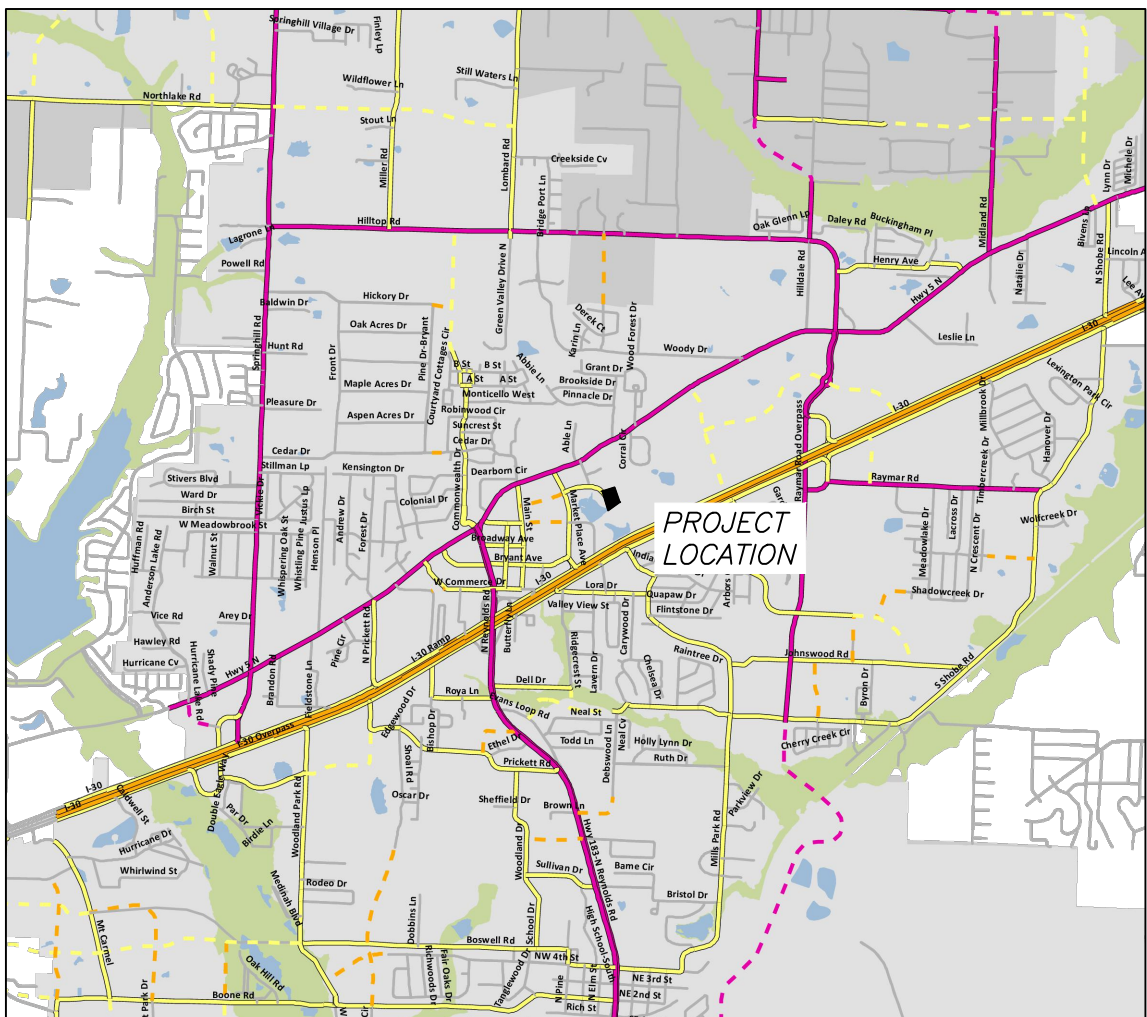 Springhill Village Dr
Finley Lp
Wildflower Ln
Still Waters Ln
Northlake Rd
Stout Ln
Miller Rd
Lombard Rd
Creekside Cv
Bridge Port Ln
Lynn Dr
Michele Dr
Hilltop Rd
Lagrone Ln
Powell Rd
Oak Glenn Lp
Daley Rd
Buckingham Pl
Midland Rd
Bivens Ln
N Shobe Rd
Henry Ave
Hilldale Rd
Natalie Dr
Hwy 5 N
Green Valley Drive N
Baldwin Dr
Hickory Dr
Oak Acres Dr
Springhill Rd
Hunt Rd
Front Dr
Pine Dr-Bryant
Courtyard Cottages Cir
Maple Acres Dr
Aspen Acres Dr
Pleasure Dr
Derek Ct
Karin Ln
Wood Forest Dr
Woody Dr
Leslie Ln
I-30
B St
B St
A St
A St
Abbie Ln
Grant Dr
Brookside Dr
Pinnacle Dr
Monticello West
Robinwood Cir
Suncrest St
Cedar Dr
Able Ln
Corral Cir
I-30
Lexington Park Cir
Millbrook Dr
Hanover Dr
Raymar Road Overpass
Cedar Dr
Stillman Lp
Kensington Dr
Dearborn Cir
Stivers Blvd
Ward Dr
Birch St
W Meadowbrook St
Vickie Dr
Colonial Dr
Commonwealth Dr
Main St
Market Place Ave
Raymar Rd
Timbercreek Dr
Wolfcreek Dr
PROJECT
LOCATION
Huffman Rd
Anderson Lake Rd
Walnut St
Whispering Oak St
Whistling Pine
Justus Lp
Henson Pl
Andrew Dr
Forest Dr
Broadway Ave
Bryant Ave
W Commerce Dr
I-30
Lora Dr
Quapaw Dr
Flintstone Dr
Meadowlake Dr
Lacross Dr
N Crescent Dr
Shadowcreek Dr
Vice Rd
Arey Dr
Hawley Rd
Hurricane Cv
Hurricane Lake Rd
Shady Pine
Hwy 5 N
Brandon Rd
Fieldstone Ln
Pine Cir
N Prickett Rd
I-30 Ramp
N Reynolds Rd
Butterfly Ln
Valley View St
Ridgecrest St
Lavern Dr
Carywood Dr
Chelsea Dr
Raintree Dr
Johnswood Rd
S Shobe Rd
Byron Dr
Dell Dr
Roya Ln
Evans Loop Rd
Neal St
Edgewood Dr
Bishop Dr
Ethel Dr
Todd Ln
Neal Cv
Holly Lynn Dr
Ruth Dr
Debswood Ln
Cherry Creek Cir
I-30 Overpass
I-30
I-30
Caldwell St
Double Eagle Way
Par Dr
Birdie Ln
Woodland Park Rd
Shoal Rd
Oscar Dr
Prickett Rd
Sheffield Dr
Brown Ln
Parkview Dr
Hurricane Dr
Whirlwind St
Medinah Blvd
Rodeo Dr
Woodland Dr
Sullivan Dr
Hwy 183-N Reynolds Rd
Bame Cir
Mills Park Rd
Bristol Dr
Mt Carmel
Dobbins Ln
Boswell Rd
School Dr
High School-South
NW 4th St
NE 3rd St
NE 2nd St
Oak Hill Rd
Boone Rd
Richwoods Dr
Fair Oaks Dr
Tanglewood Dr
N Pine
N Elm St
Rich St